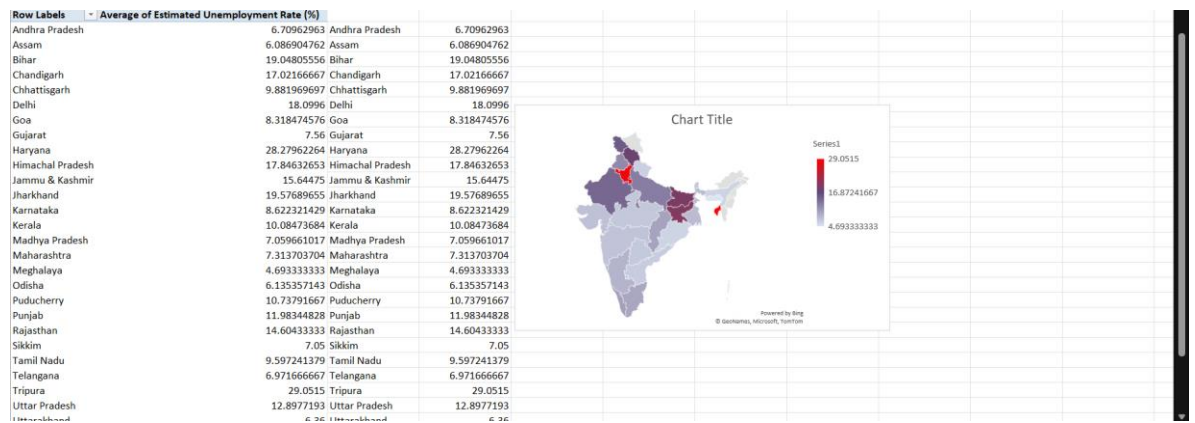 Row Labels Average of Estimated Unemployment Rate (%)
Andhra Pradesh 6.70962963 Andhra Pradesh 6.70962963
Assam 6.086904762 Assam 6.086904762
Bihar 19.04805556 Bihar 19.04805556
Chandigarh 17.02166667 Chandigarh 17.02166667
Chhattisgarh 9.881969697 Chhattisgarh 9.881969697
Delhi 18.0996 Delhi 18.0996
Goa 8.318474576 Goa 8.318474576
Gujarat 7.56 Gujarat 7.56
Haryana 28.27962264 Haryana 28.27962264
Himachal Pradesh 17.84632653 Himachal Pradesh 17.84632653
Jammu & Kashmir 15.64475 Jammu & Kashmir 15.64475
Jharkhand 19.57689655 Jharkhand 19.57689655
Karnataka 8.622321429 Karnataka 8.622321429
Kerala 10.08473684 Kerala 10.08473684
Madhya Pradesh 7.059661017 Madhya Pradesh 7.059661017
Maharashtra 7.313703704 Maharashtra 7.313703704
Meghalaya 4.693333333 Meghalaya 4.693333333
Odisha 6.135357143 Odisha 6.135357143
Puducherry 10.73791667 Puducherry 10.73791667
Punjab 11.98344828 Punjab 11.98344828
Rajasthan 14.60433333 Rajasthan 14.60433333
Sikkim 7.05 Sikkim 7.05
Tamil Nadu 9.597241379 Tamil Nadu 9.597241379
Telangana 6.971666667 Telangana 6.971666667
Tripura 29.0515 Tripura 29.0515
Uttar Pradesh 12.8977193 Uttar Pradesh 12.8977193
Uttarakhand 6.36 Uttarakhand 6.36
Chart Title
Series1
29.0515
16.87241667
4.693333333
Powered by Bing
© GeoNames, Microsoft, TomTom